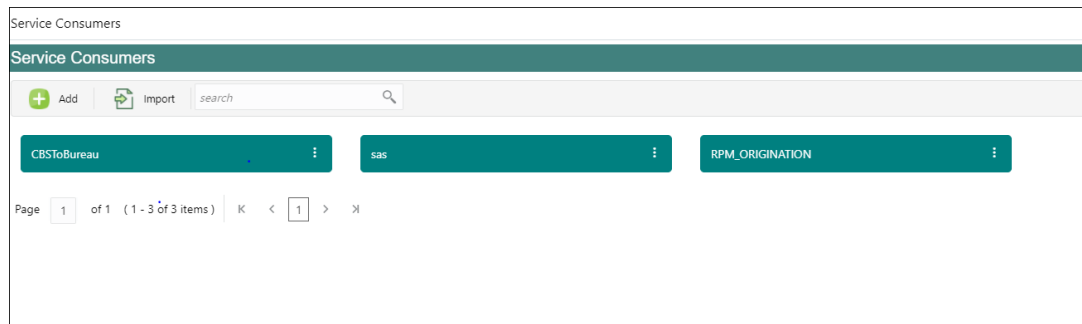 Service Consumers
Service Consumers
Add Import search
CBSToBureau sas RPM_ORIGINATION
Page 1 of 1 (1 - 3 of 3 items) K < 1 > >|